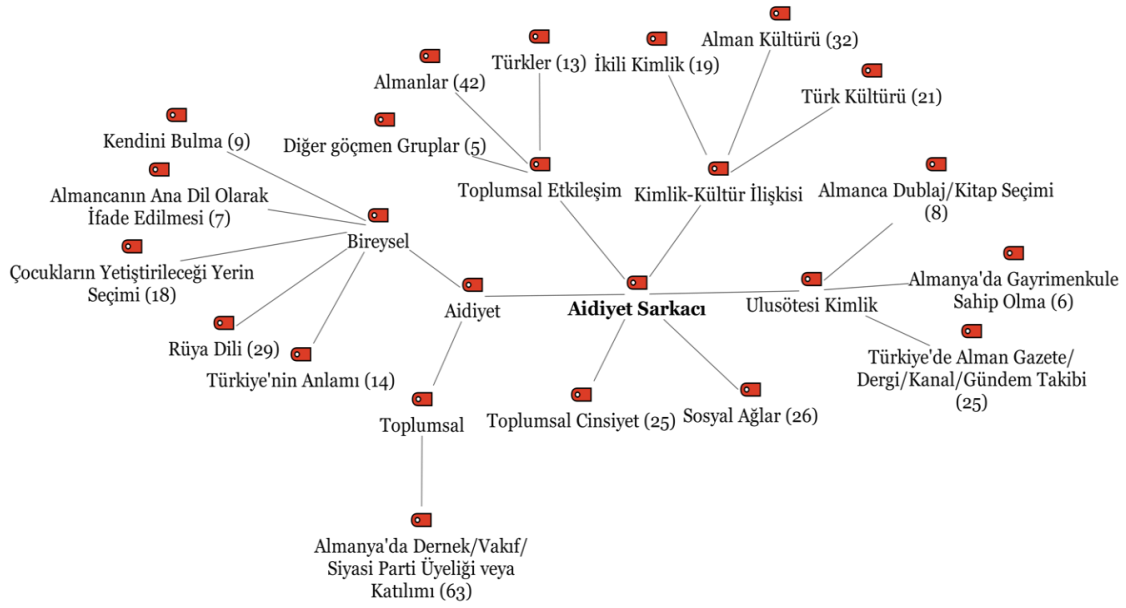 Alman Kültürü (32)
Türkler (13)
İkili Kimlik (19)
Almanlar (42)
Türk Kültürü (21)
Kendini Bulma (9)
Diğer göçmen Gruplar (5)
Toplumsal Etkileşim
Kimlik-Kültür İlişkisi
Almanca Dublaj/Kitap Seçimi
(8)
Almancanın Ana Dil Olarak
İfade Edilmesi (7)
Bireysel
Çocukların Yetiştirileceği Yerin
Seçimi (18)
Almanya'da Gayrimenkule
Sahip Olma (6)
Aidiyet
Aidiyet Sarkacı
Ulusötesi Kimlik
Rüya Dili (29)
Türkiye'nin Anlamı (14)
Türkiye'de Alman Gazete/
Dergi/Kanal/Gündem Takibi
(25)
Toplumsal
Toplumsal Cinsiyet (25)
Sosyal Ağlar (26)
Almanya'da Dernek/Vakıf/
Siyasi Parti Üyeliği veya
Katılımı (63)